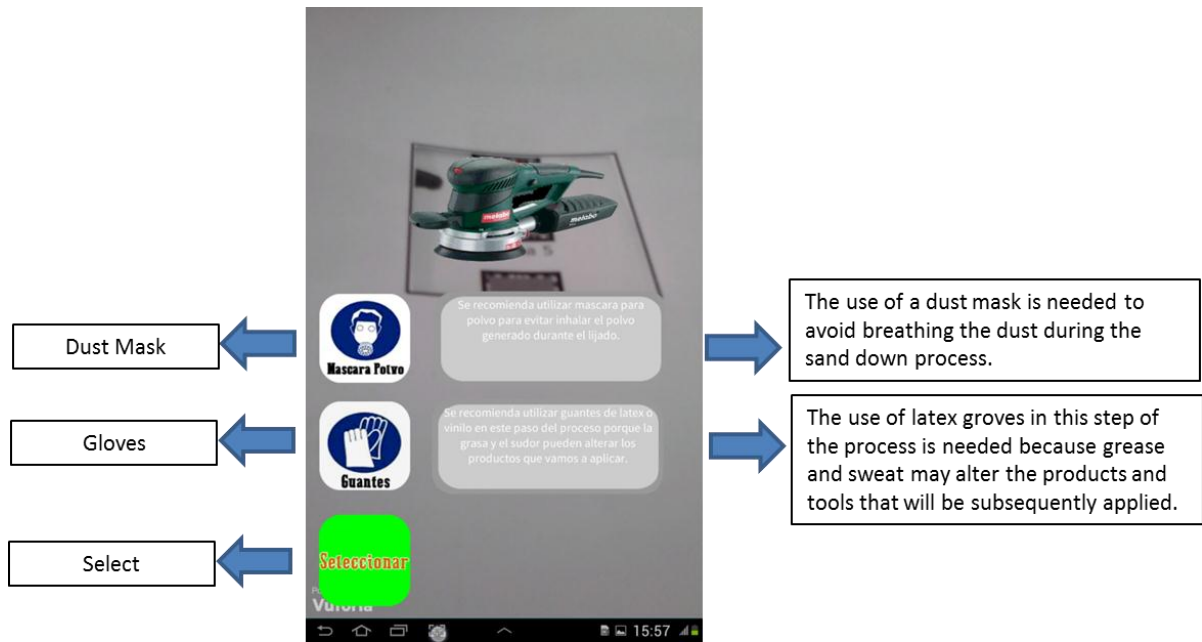 metabo
metabo
a 5
Se recomienda utilizar mascara para
polvo para evitar inhalar el polvo
generado durante el lijado.
Mascara Polvo
Dust Mask
The use of a dust mask is needed to
avoid breathing the dust during the
sand down process.
Se recomienda utilizar guantes de latex o
vinilo en este paso del proceso porque la
grasa y el sudor pueden alterar los
productos que vamos a aplicar.
Guantes
Gloves
The use of latex groves in this step of
the process is needed because grease
and sweat may alter the products and
tools that will be subsequently applied.
Seleccionar
Select
Vuforia
15:57